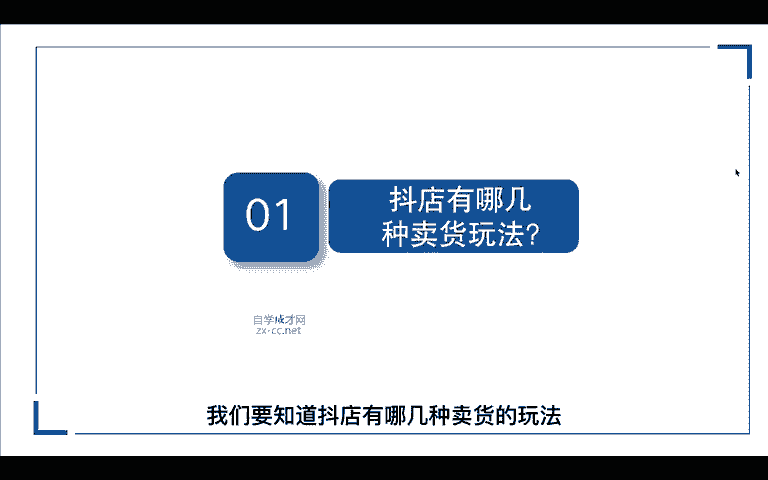 01
抖店有哪几
种卖货玩法?
自学成才网
zx-cc.net
我们要知道抖店有哪几种卖货的玩法